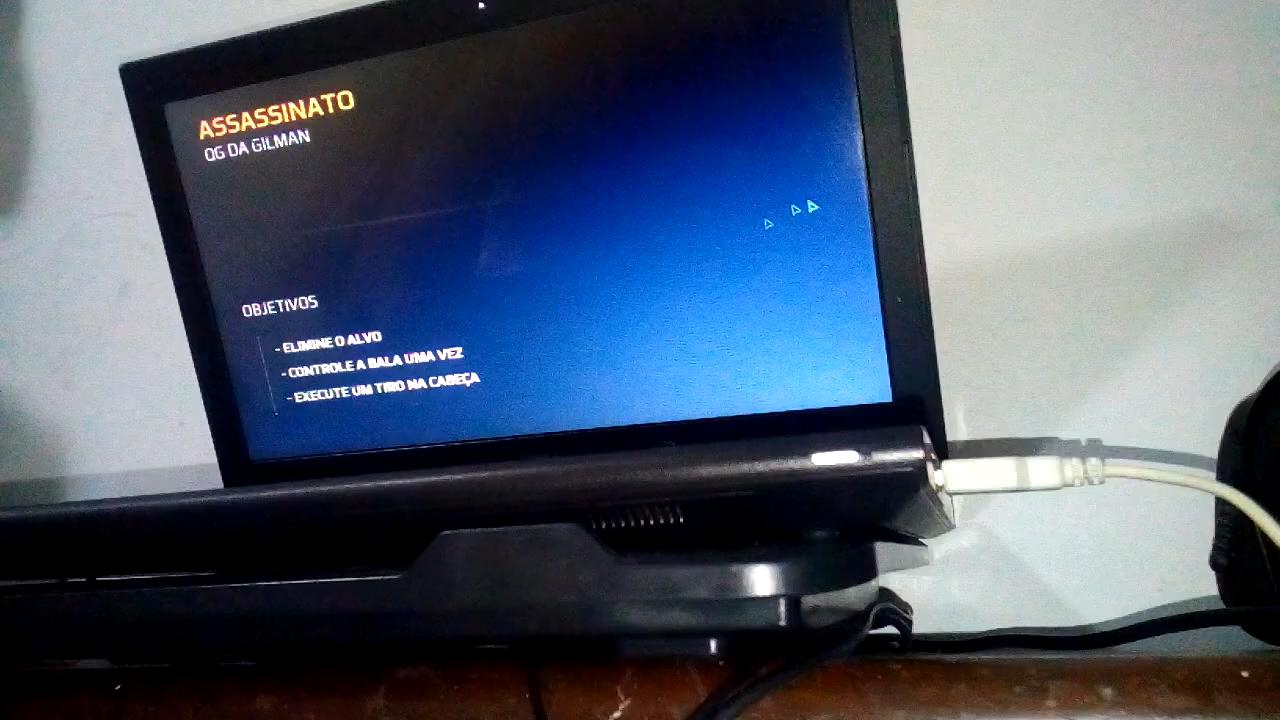 ASSASSINATO
QG DA GILMAN
OBJETIVOS
- ELIMINE O ALVO
- CONTROLE A BALA UMA VEZ
- EXECUTE UM TIRO NA CABEÇA